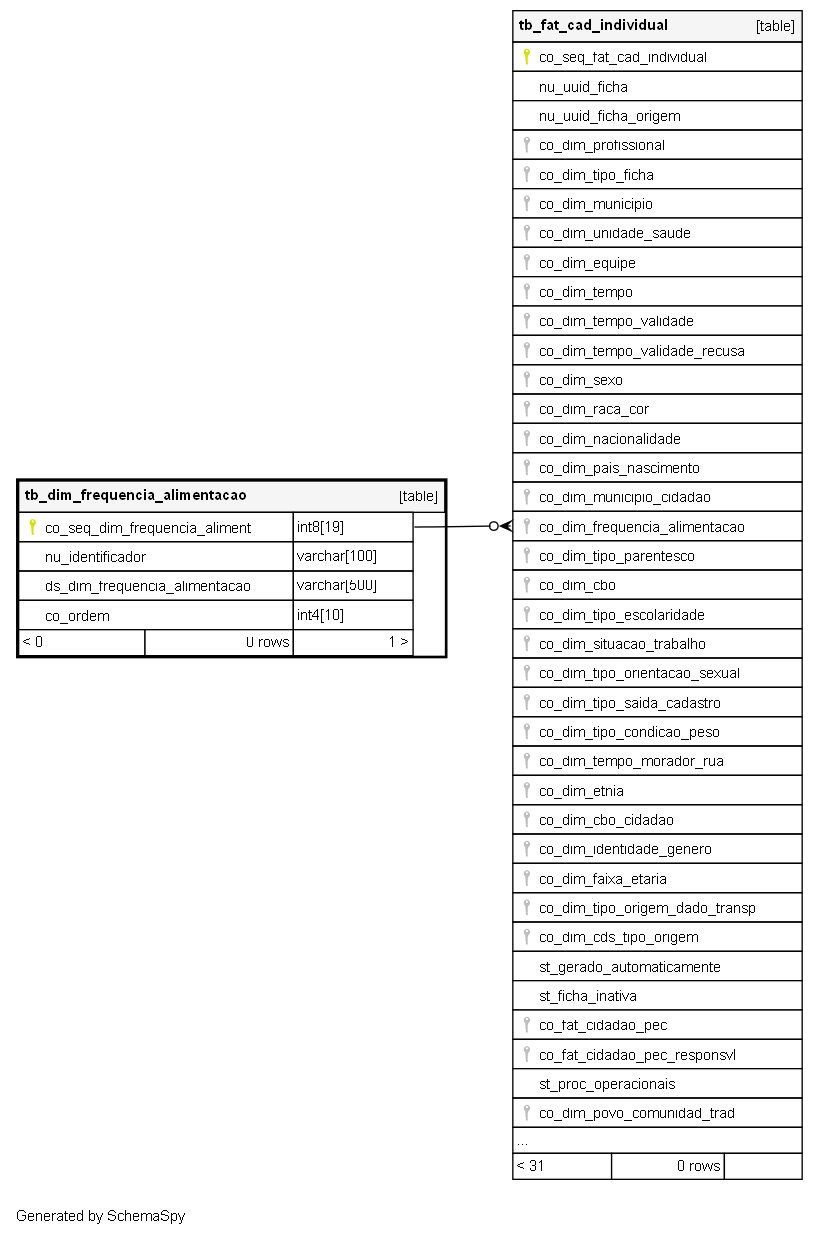 tb_fat_cad_individual [table]
co_seq_fat_cad_individual
nu_uuid_ficha
nu_uuid_ficha_origem
co_dim_profissional
co_dim_tipo_ficha
co_dim_municipio
co_dim_unidade_saude
co_dim_equipe
co_dim_tempo
co_dim_tempo_validade
co_dim_tempo_validade_recusa
co_dim_sexo
co_dim_raca_cor
co_dim_nacionalidade
co_dim_pais_nascimento
co_dim_municipio_cidadao
co_dim_frequencia_alimentacao
co_dim_tipo_parentesco
co_dim_cbo
co_dim_tipo_escolaridade
co_dim_situacao_trabalho
co_dim_tipo_orientacao_sexual
co_dim_tipo_saida_cadastro
co_dim_tipo_condicao_peso
co_dim_tempo_morador_rua
co_dim_etnia
co_dim_cbo_cidadao
co_dim_identidade_genero
co_dim_faixa_etaria
co_dim_tipo_origem_dado_transp
co_dim_cds_tipo_origem
st_gerado_automaticamente
st_ficha_inativa
co_fat_cidadao_pec
co_fat_cidadao_pec_responsvl
st_proc_operacionais
co_dim_povo_comunidad_trad
...
< 31 0 rows
tb_dim_frequencia_alimentacao [table]
co_seq_dim_frequencia_aliment int8[19]
nu_identificador varchar[100]
ds_dim_frequencia_alimentacao varchar[500]
co_ordem int4[10]
< 0 0 rows 1 >
Generated by SchemaSpy